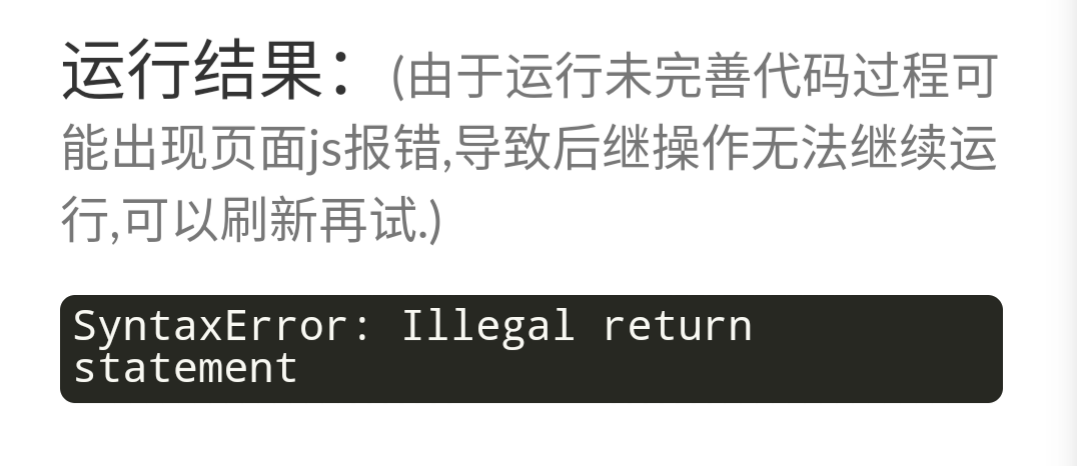 运行结果：(由于运行未完善代码过程可
能出现页面js报错,导致后继操作无法继续运
行,可以刷新再试.)
SyntaxError: Illegal return
statement